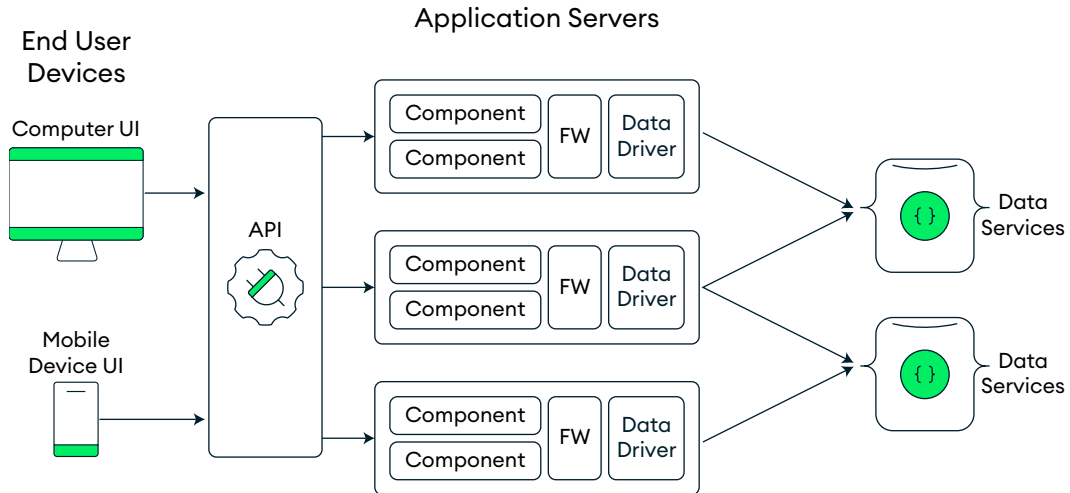 Application Servers
End User
Devices
Computer UI
Mobile
Device UI
API
Component
Component
FW
Data
Driver
Component
Component
FW
Data
Driver
Component
Component
FW
Data
Driver
{ }
Data
Services
{ }
Data
Services